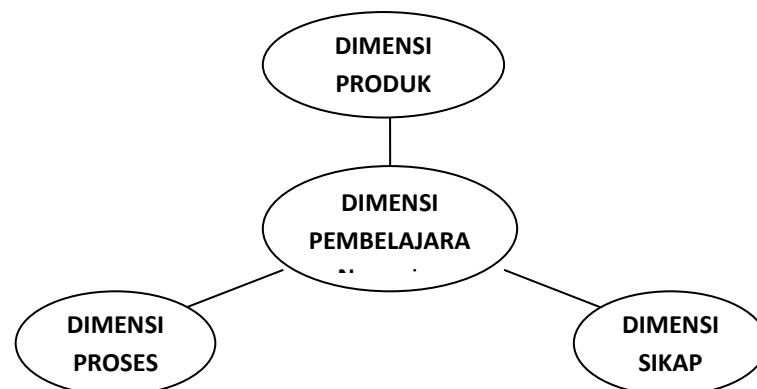 DIMENSI
PRODUK
DIMENSI
PEMBELAJARA
DIMENSI
PROSES
DIMENSI
SIKAP